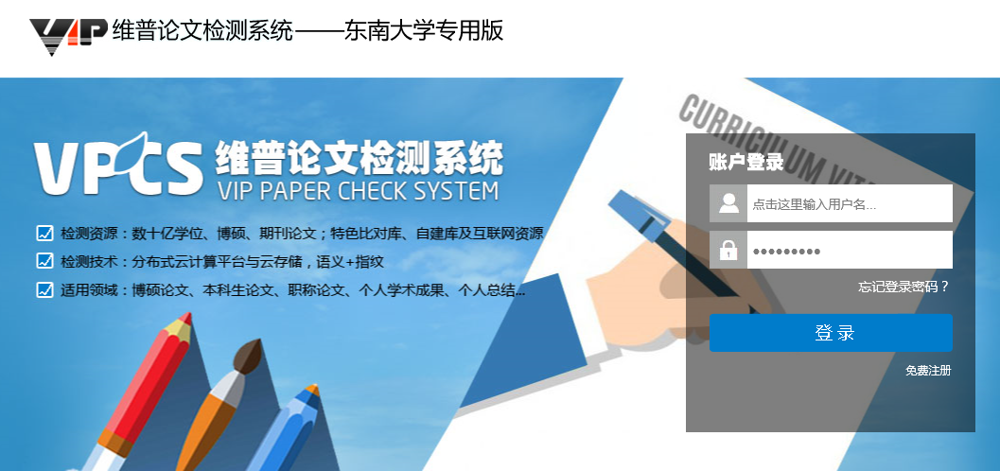 VIP 维普论文检测系统——东南大学专用版
VPCS 维普论文检测系统
VIP PAPER CHECK SYSTEM
检测资源：数十亿学位、博硕、期刊论文；特色比对库、自建库及互联网资源
检测技术：分布式云计算平台与云存储，语义+指纹
适用领域：博硕论文、本科生论文、职称论文、个人学术成果、个人总结...
CURRICULUM VITAE
账户登录
点击这里输入用户名...
●●●●●●●●●
忘记登录密码？
登 录
免费注册